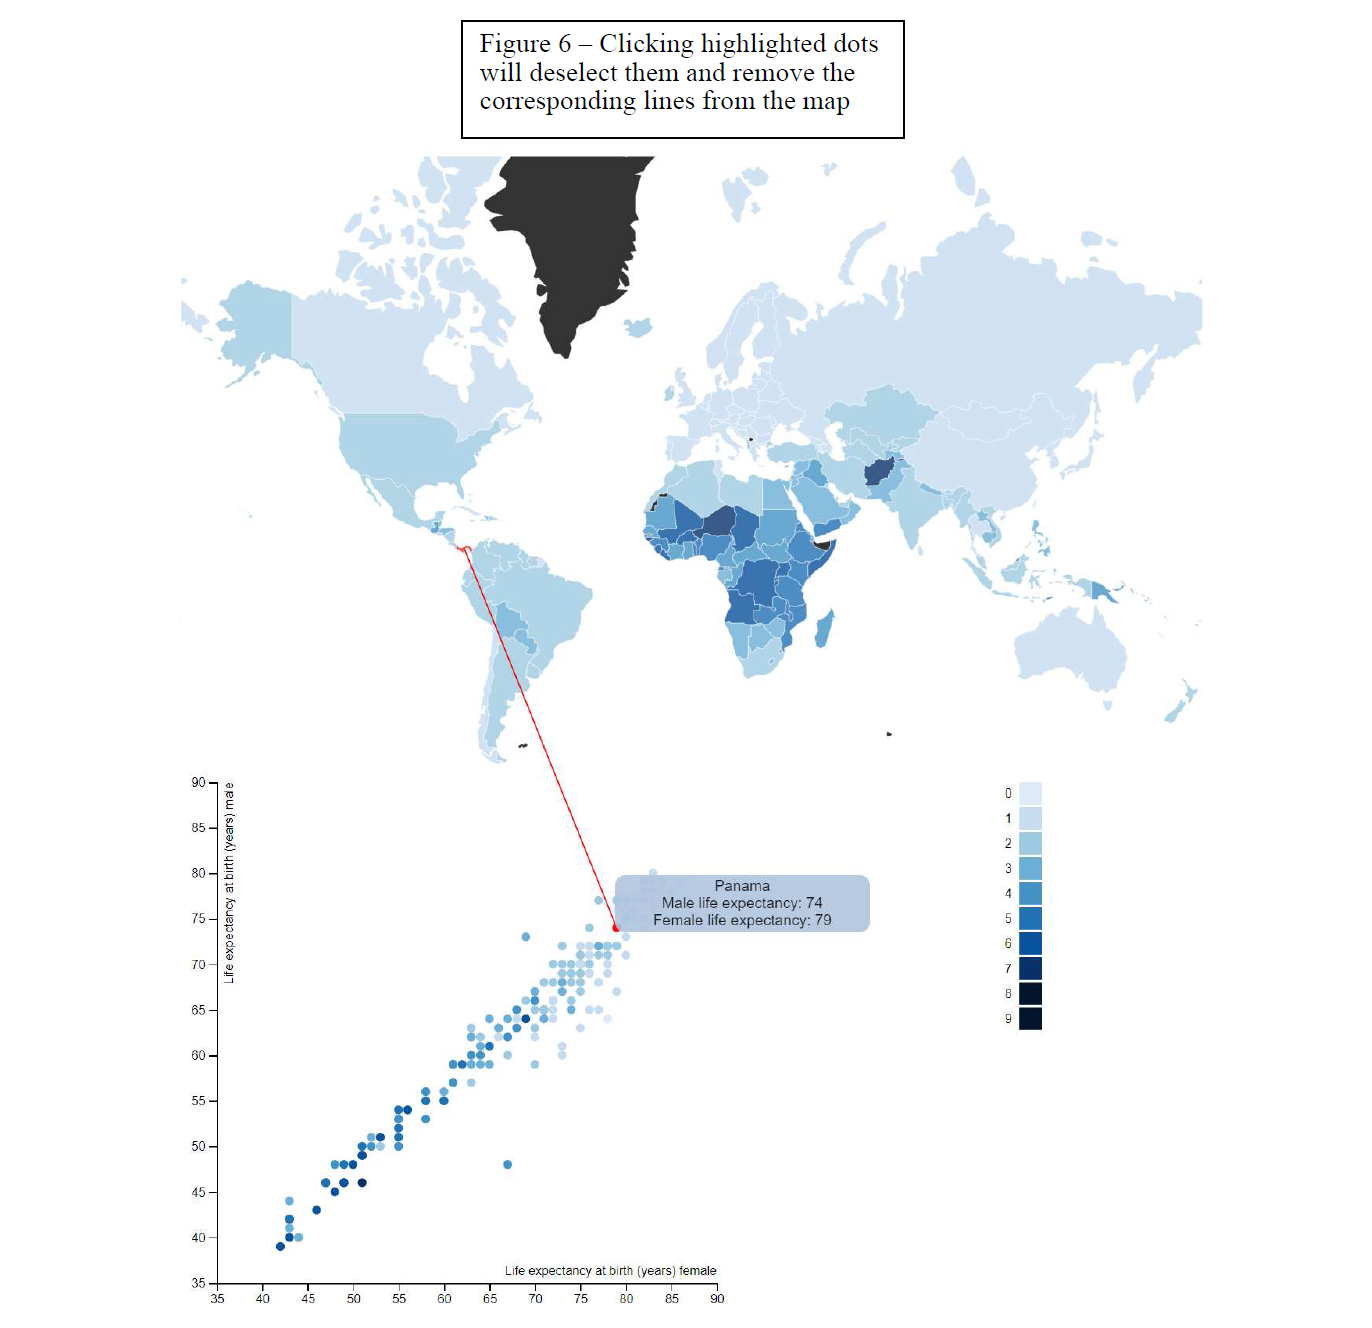 Figure 6 – Clicking highlighted dots
will deselect them and remove the
corresponding lines from the map
90
85
80
75
70
65
60
55
50
45
40
35
Life expectancy at birth (years) male
Panama
Male life expectancy: 74
Female life expectancy: 79
0
1
2
3
4
5
6
7
8
9
Life expectancy at birth (years) female
35 40 45 50 55 60 65 70 75 80 85 90